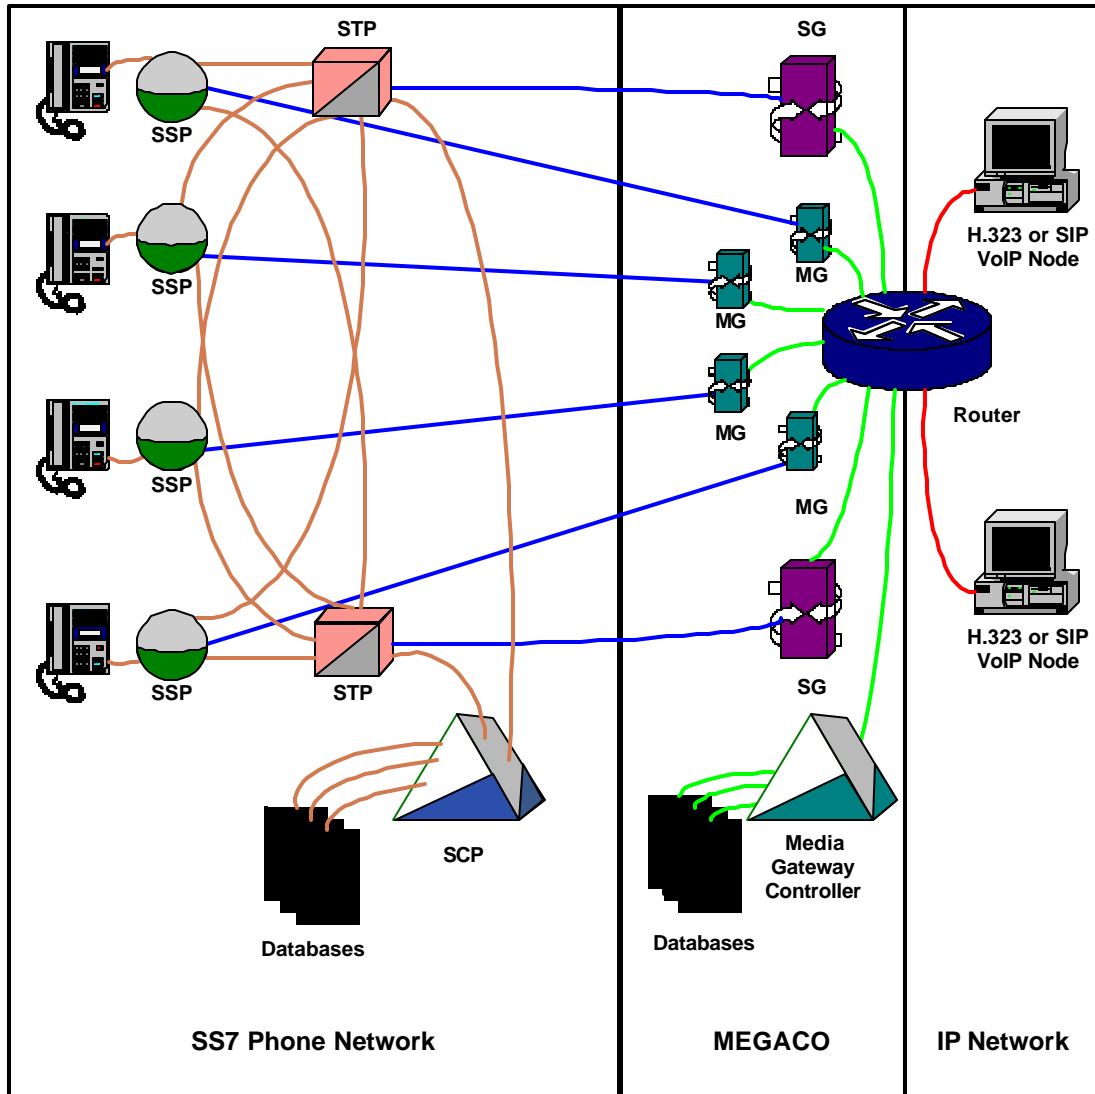 STP
SG
SSP
MG
H.323 or SIP
VoIP Node
SSP
MG
MG
Router
SSP
MG
H.323 or SIP
VoIP Node
SSP
STP
SG
SCP
Media
Gateway
Controller
Databases
Databases
SS7 Phone Network
MEGACO
IP Network